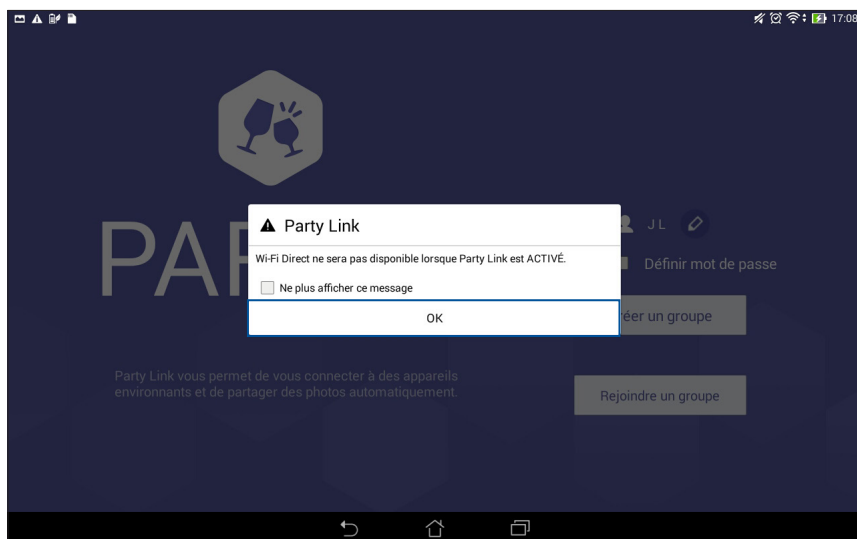 17:08
PAR
Party Link
Wi-Fi Direct ne sera pas disponible lorsque Party Link est ACTIVÉ.
Ne plus afficher ce message
OK
J L
Définir mot de passe
éer un groupe
Rejoindre un groupe
Party Link vous permet de vous connecter à des appareils
environnants et de partager des photos automatiquement.